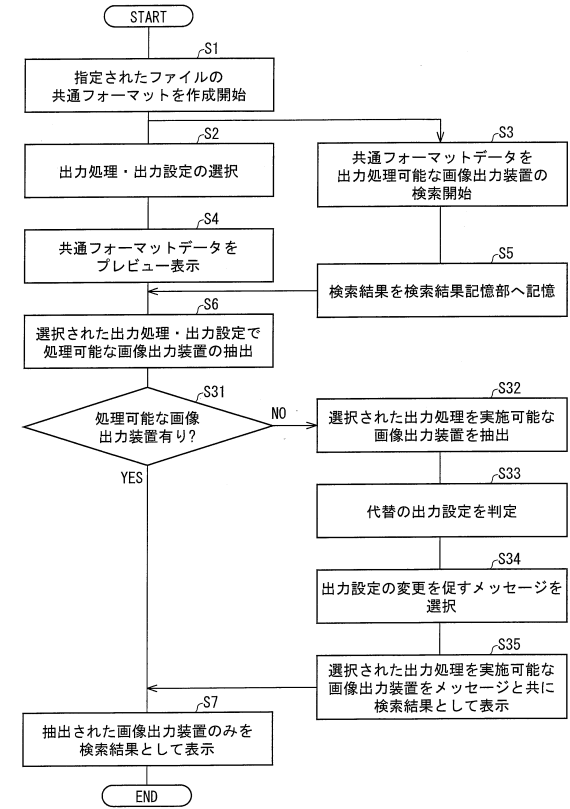 START
S1
指定されたファイルの
共通フォーマットを作成開始
S2
出力処理・出力設定の選択
S3
共通フォーマットデータを
出力処理可能な画像出力装置の
検索開始
S4
共通フォーマットデータを
プレビュー表示
S5
検索結果を検索結果記憶部へ記憶
S6
選択された出力処理・出力設定で
処理可能な画像出力装置の抽出
S31
処理可能な画像
出力装置有り?
NO
YES
S32
選択された出力処理を実施可能な
画像出力装置を抽出
S33
代替の出力設定を判定
S34
出力設定の変更を促すメッセージを
選択
S35
選択された出力処理を実施可能な
画像出力装置をメッセージと共に
検索結果として表示
S7
抽出された画像出力装置のみを
検索結果として表示
END